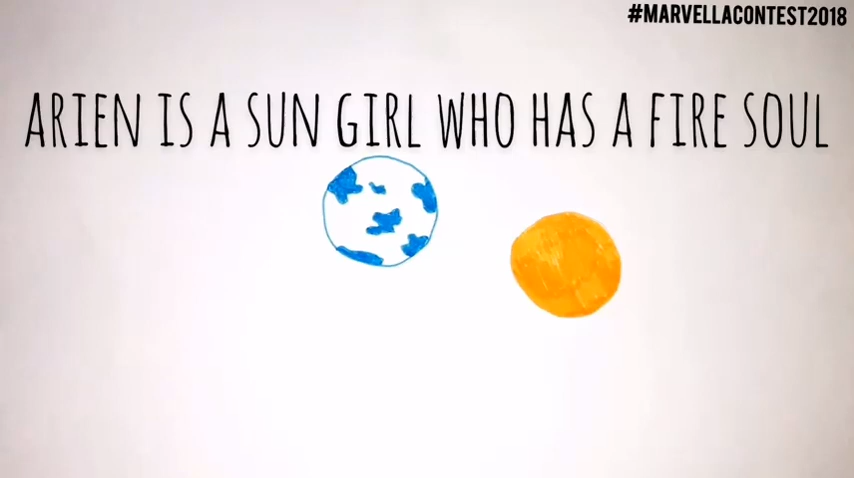 #MARVELLACONTEST2018
ARIEN IS A SUN GIRL WHO HAS A FIRE SOUL